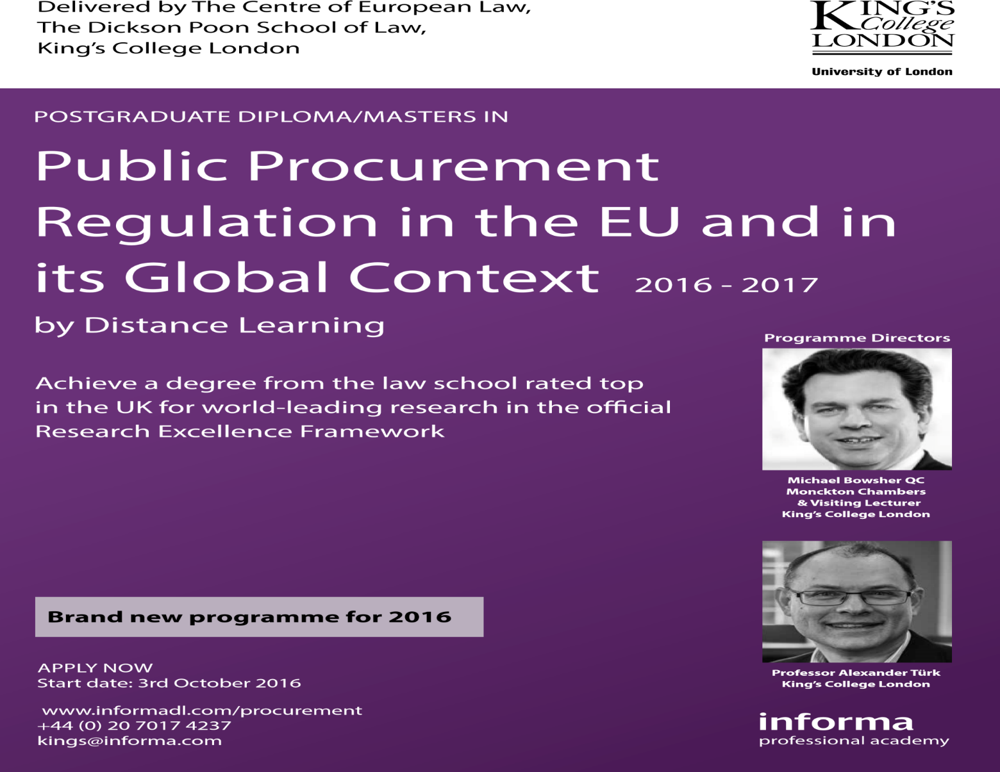 Delivered by The Centre of European Law,
The Dickson Poon School of Law,
King's College London
KING'S
College
LONDON
University of London
POSTGRADUATE DIPLOMA/MASTERS IN
Public Procurement
Regulation in the EU and in
its Global Context 2016 - 2017
by Distance Learning
Achieve a degree from the law school rated top
in the UK for world-leading research in the official
Research Excellence Framework
Programme Directors
Michael Bowsher QC
Monckton Chambers
& Visiting Lecturer
King's College London
Professor Alexander Türk
King's College London
Brand new programme for 2016
APPLY NOW
Start date: 3rd October 2016
www.informadl.com/procurement
+44 (0) 20 7017 4237
kings@informa.com
informa
professional academy